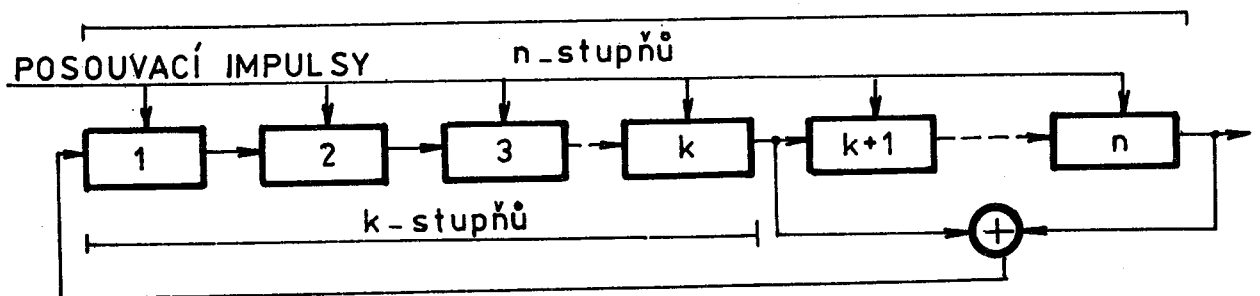 n-stupňů
POSOUVACÍ IMPULSY
1 2 3 k k+1 n
k-stupňů
+